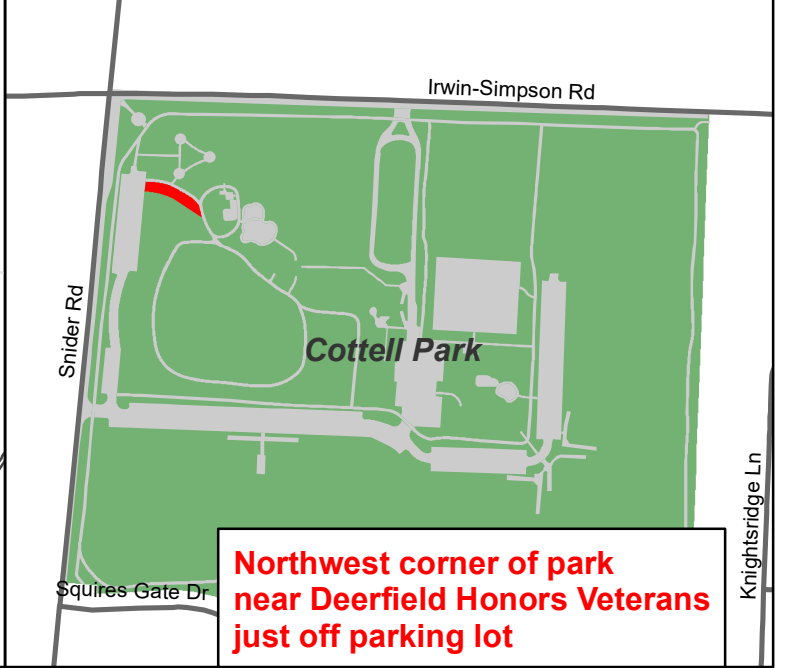 Irwin-Simpson Rd
Snider Rd
Cottell Park
Knightsridge Ln
Squires Gate Dr
Northwest corner of park
near Deerfield Honors Veterans
just off parking lot